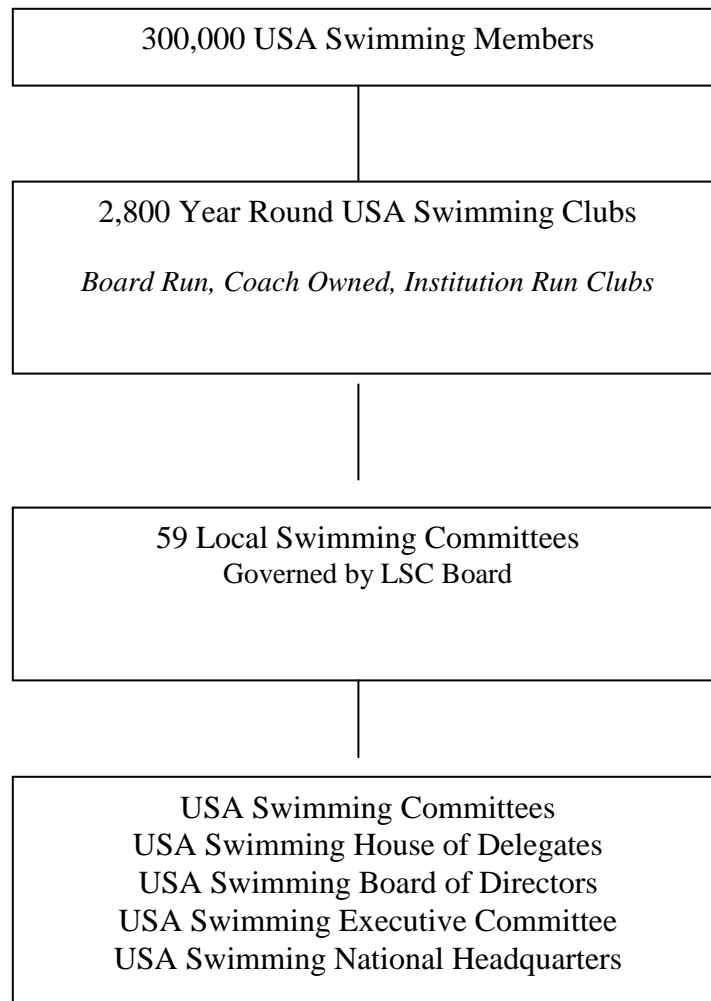 300,000 USA Swimming Members
2,800 Year Round USA Swimming Clubs
Board Run, Coach Owned, Institution Run Clubs
59 Local Swimming Committees
Governed by LSC Board
USA Swimming Committees
USA Swimming House of Delegates
USA Swimming Board of Directors
USA Swimming Executive Committee
USA Swimming National Headquarters